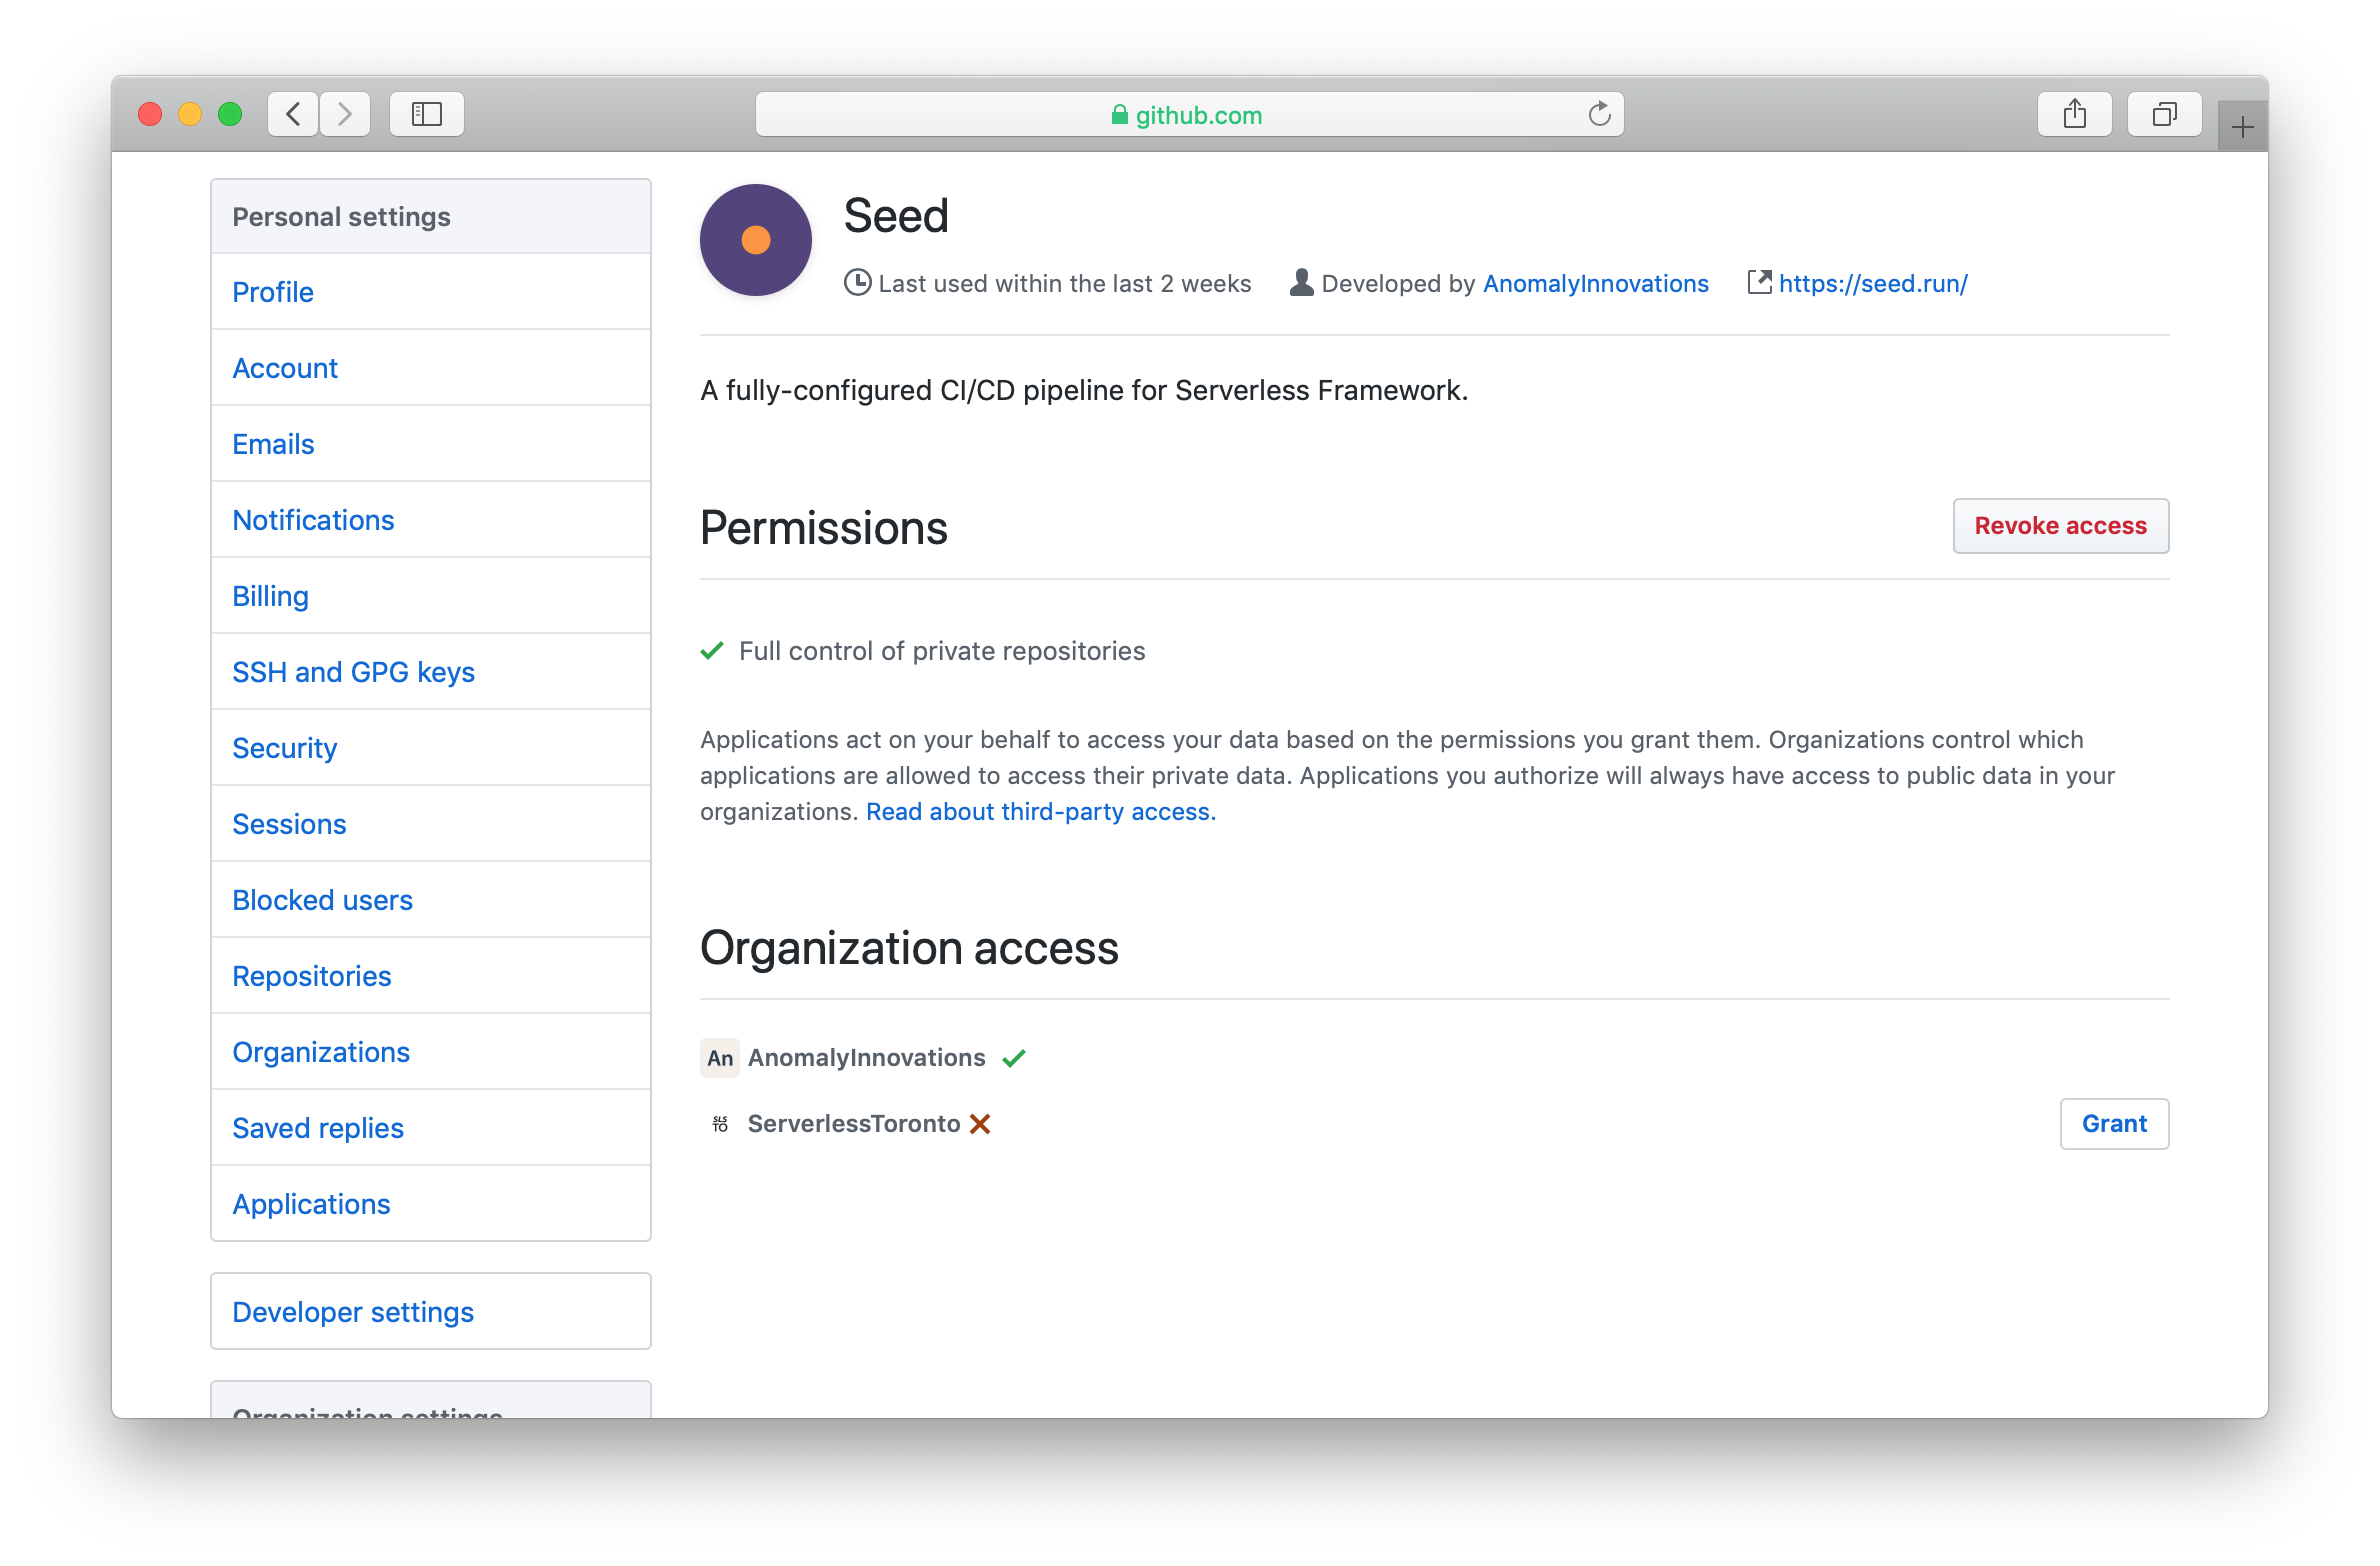 github.com
Personal settings
Profile
Account
Emails
Notifications
Billing
SSH and GPG keys
Security
Sessions
Blocked users
Repositories
Organizations
Saved replies
Applications
Developer settings
Organization settings
Seed
Last used within the last 2 weeks
Developed by AnomalyInnovations
https://seed.run/
A fully-configured CI/CD pipeline for Serverless Framework.
Permissions
Revoke access
Full control of private repositories
Applications act on your behalf to access your data based on the permissions you grant them. Organizations control which
applications are allowed to access their private data. Applications you authorize will always have access to public data in your
organizations. Read about third-party access.
Organization access
An AnomalyInnovations
SLS
TO
ServerlessToronto
Grant